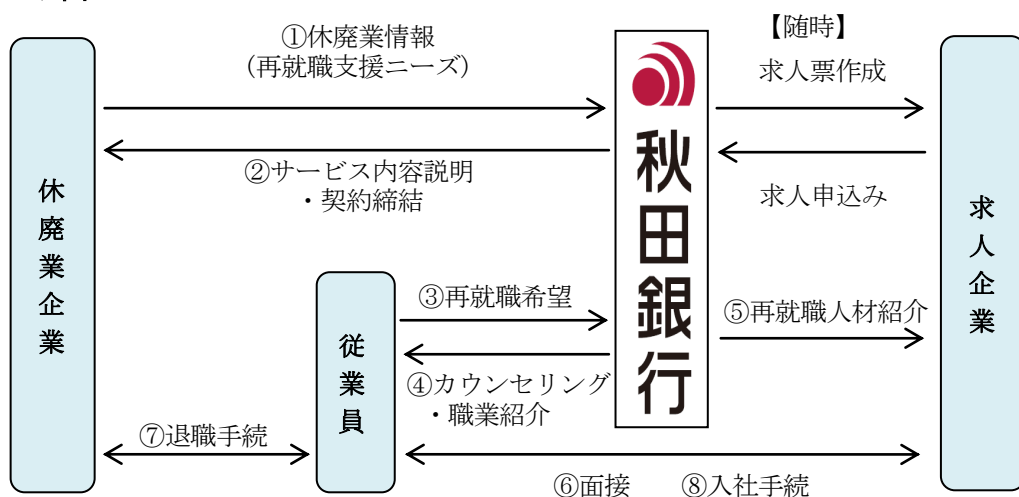 ①休廃業情報
（再就職支援ニーズ）
【随時】
求人票作成
②サービス内容説明
・契約締結
求人申込み
休廃業企業
秋田銀行
求人企業
従業員
③再就職希望
④カウンセリング
・職業紹介
⑤再就職人材紹介
⑦退職手続
⑥面接 ⑧入社手続